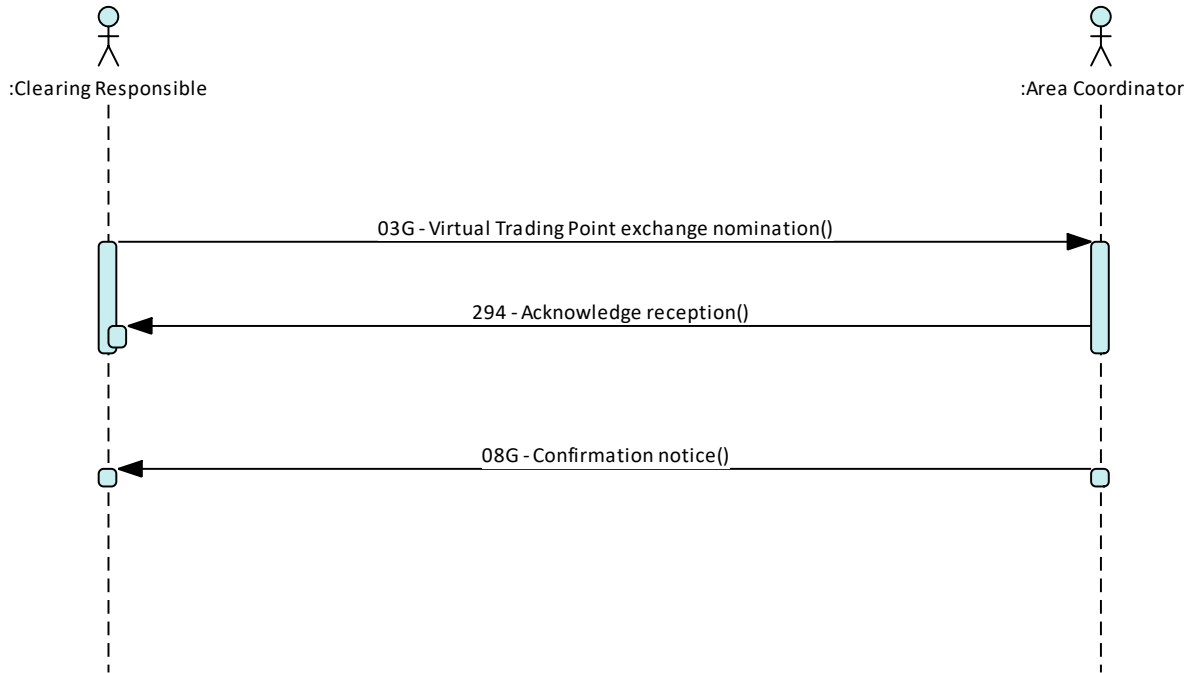 :Clearing Responsible
:Area Coordinator
03G - Virtual Trading Point exchange nomination()
294 - Acknowledge reception()
08G - Confirmation notice()